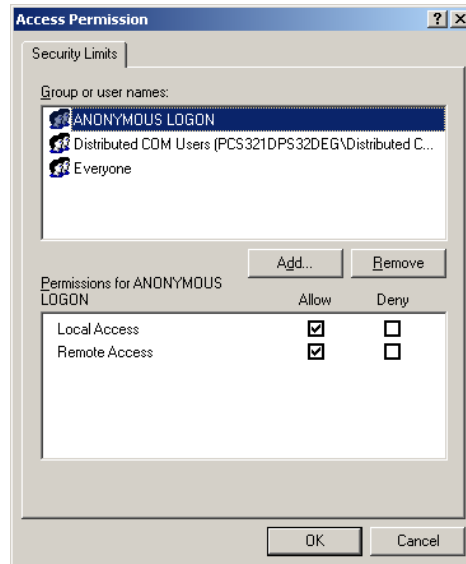 Access Permission
Security Limits
Group or user names:
ANONYMOUS LOGON
Distributed COM Users (PCS321DPS32DEG\Distributed C...
Everyone
Add... Remove
Permissions for ANONYMOUS
LOGON Allow Deny
Local Access
Remote Access
OK Cancel